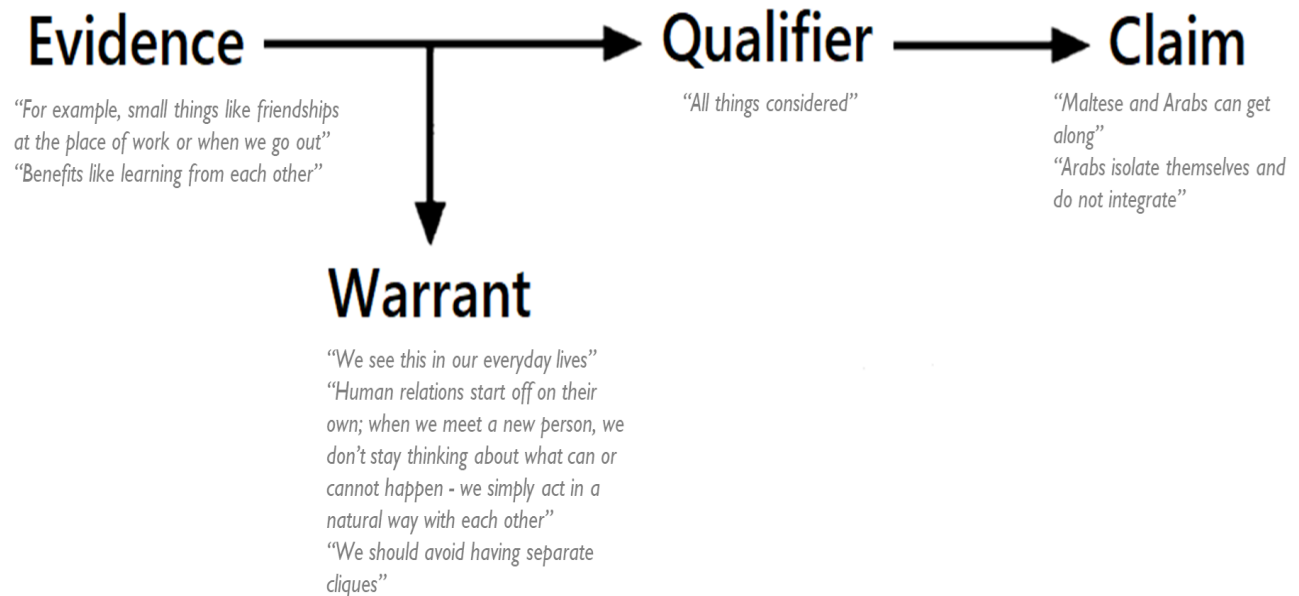 Evidence
“For example, small things like friendships
at the place of work or when we go out”
“Benefits like learning from each other”
Qualifier
“All things considered”
Claim
“Maltese and Arabs can get
along”
“Arabs isolate themselves and
do not integrate”
Warrant
“We see this in our everyday lives”
“Human relations start off on their
own; when we meet a new person, we
don’t stay thinking about what can or
cannot happen - we simply act in a
natural way with each other”
“We should avoid having separate
cliques”